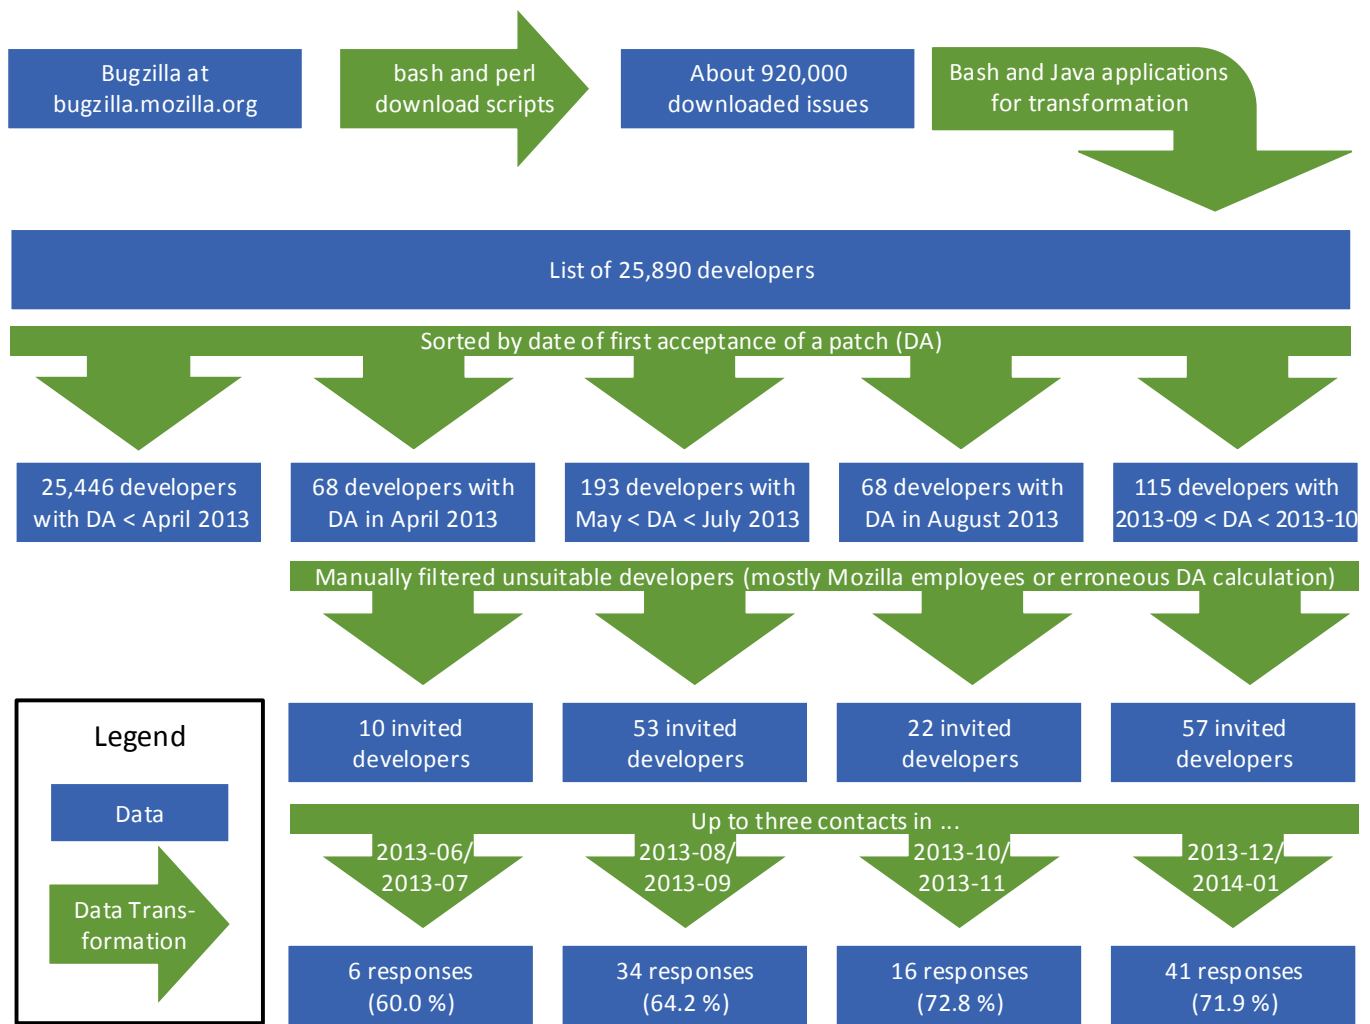 Bugzilla at
bugzilla.mozilla.org
bash and perl
download scripts
About 920,000
downloaded issues
Bash and Java applications
for transformation
List of 25,890 developers
Sorted by date of first acceptance of a patch (DA)
25,446 developers
with DA < April 2013
68 developers with
DA in April 2013
193 developers with
May < DA < July 2013
68 developers with
DA in August 2013
115 developers with
2013-09 < DA < 2013-10
Manually filtered unsuitable developers (mostly Mozilla employees or erroneous DA calculation)
10 invited
developers
53 invited
developers
22 invited
developers
57 invited
developers
Up to three contacts in ...
2013-06/
2013-07
2013-08/
2013-09
2013-10/
2013-11
2013-12/
2014-01
6 responses
(60.0 %)
34 responses
(64.2 %)
16 responses
(72.8 %)
41 responses
(71.9 %)
Legend
Data
Data Trans-
formation